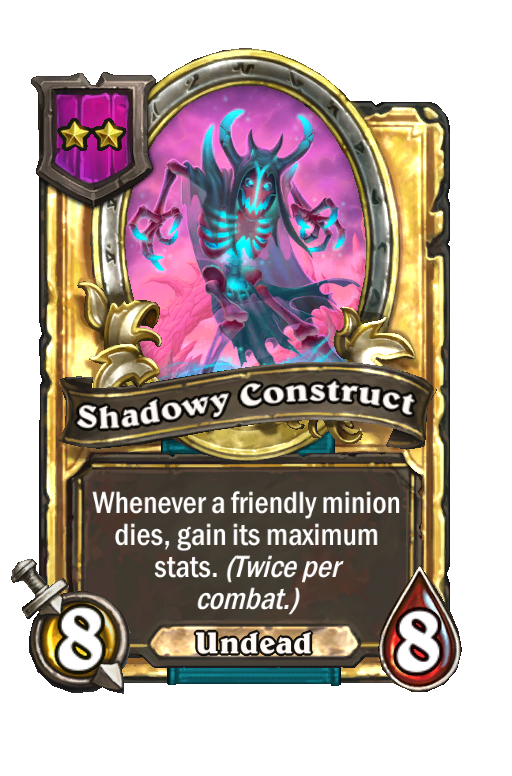 Shadowy Construct
Whenever a friendly minion
dies, gain its maximum
stats. (Twice per
combat.)
8
Undead
8